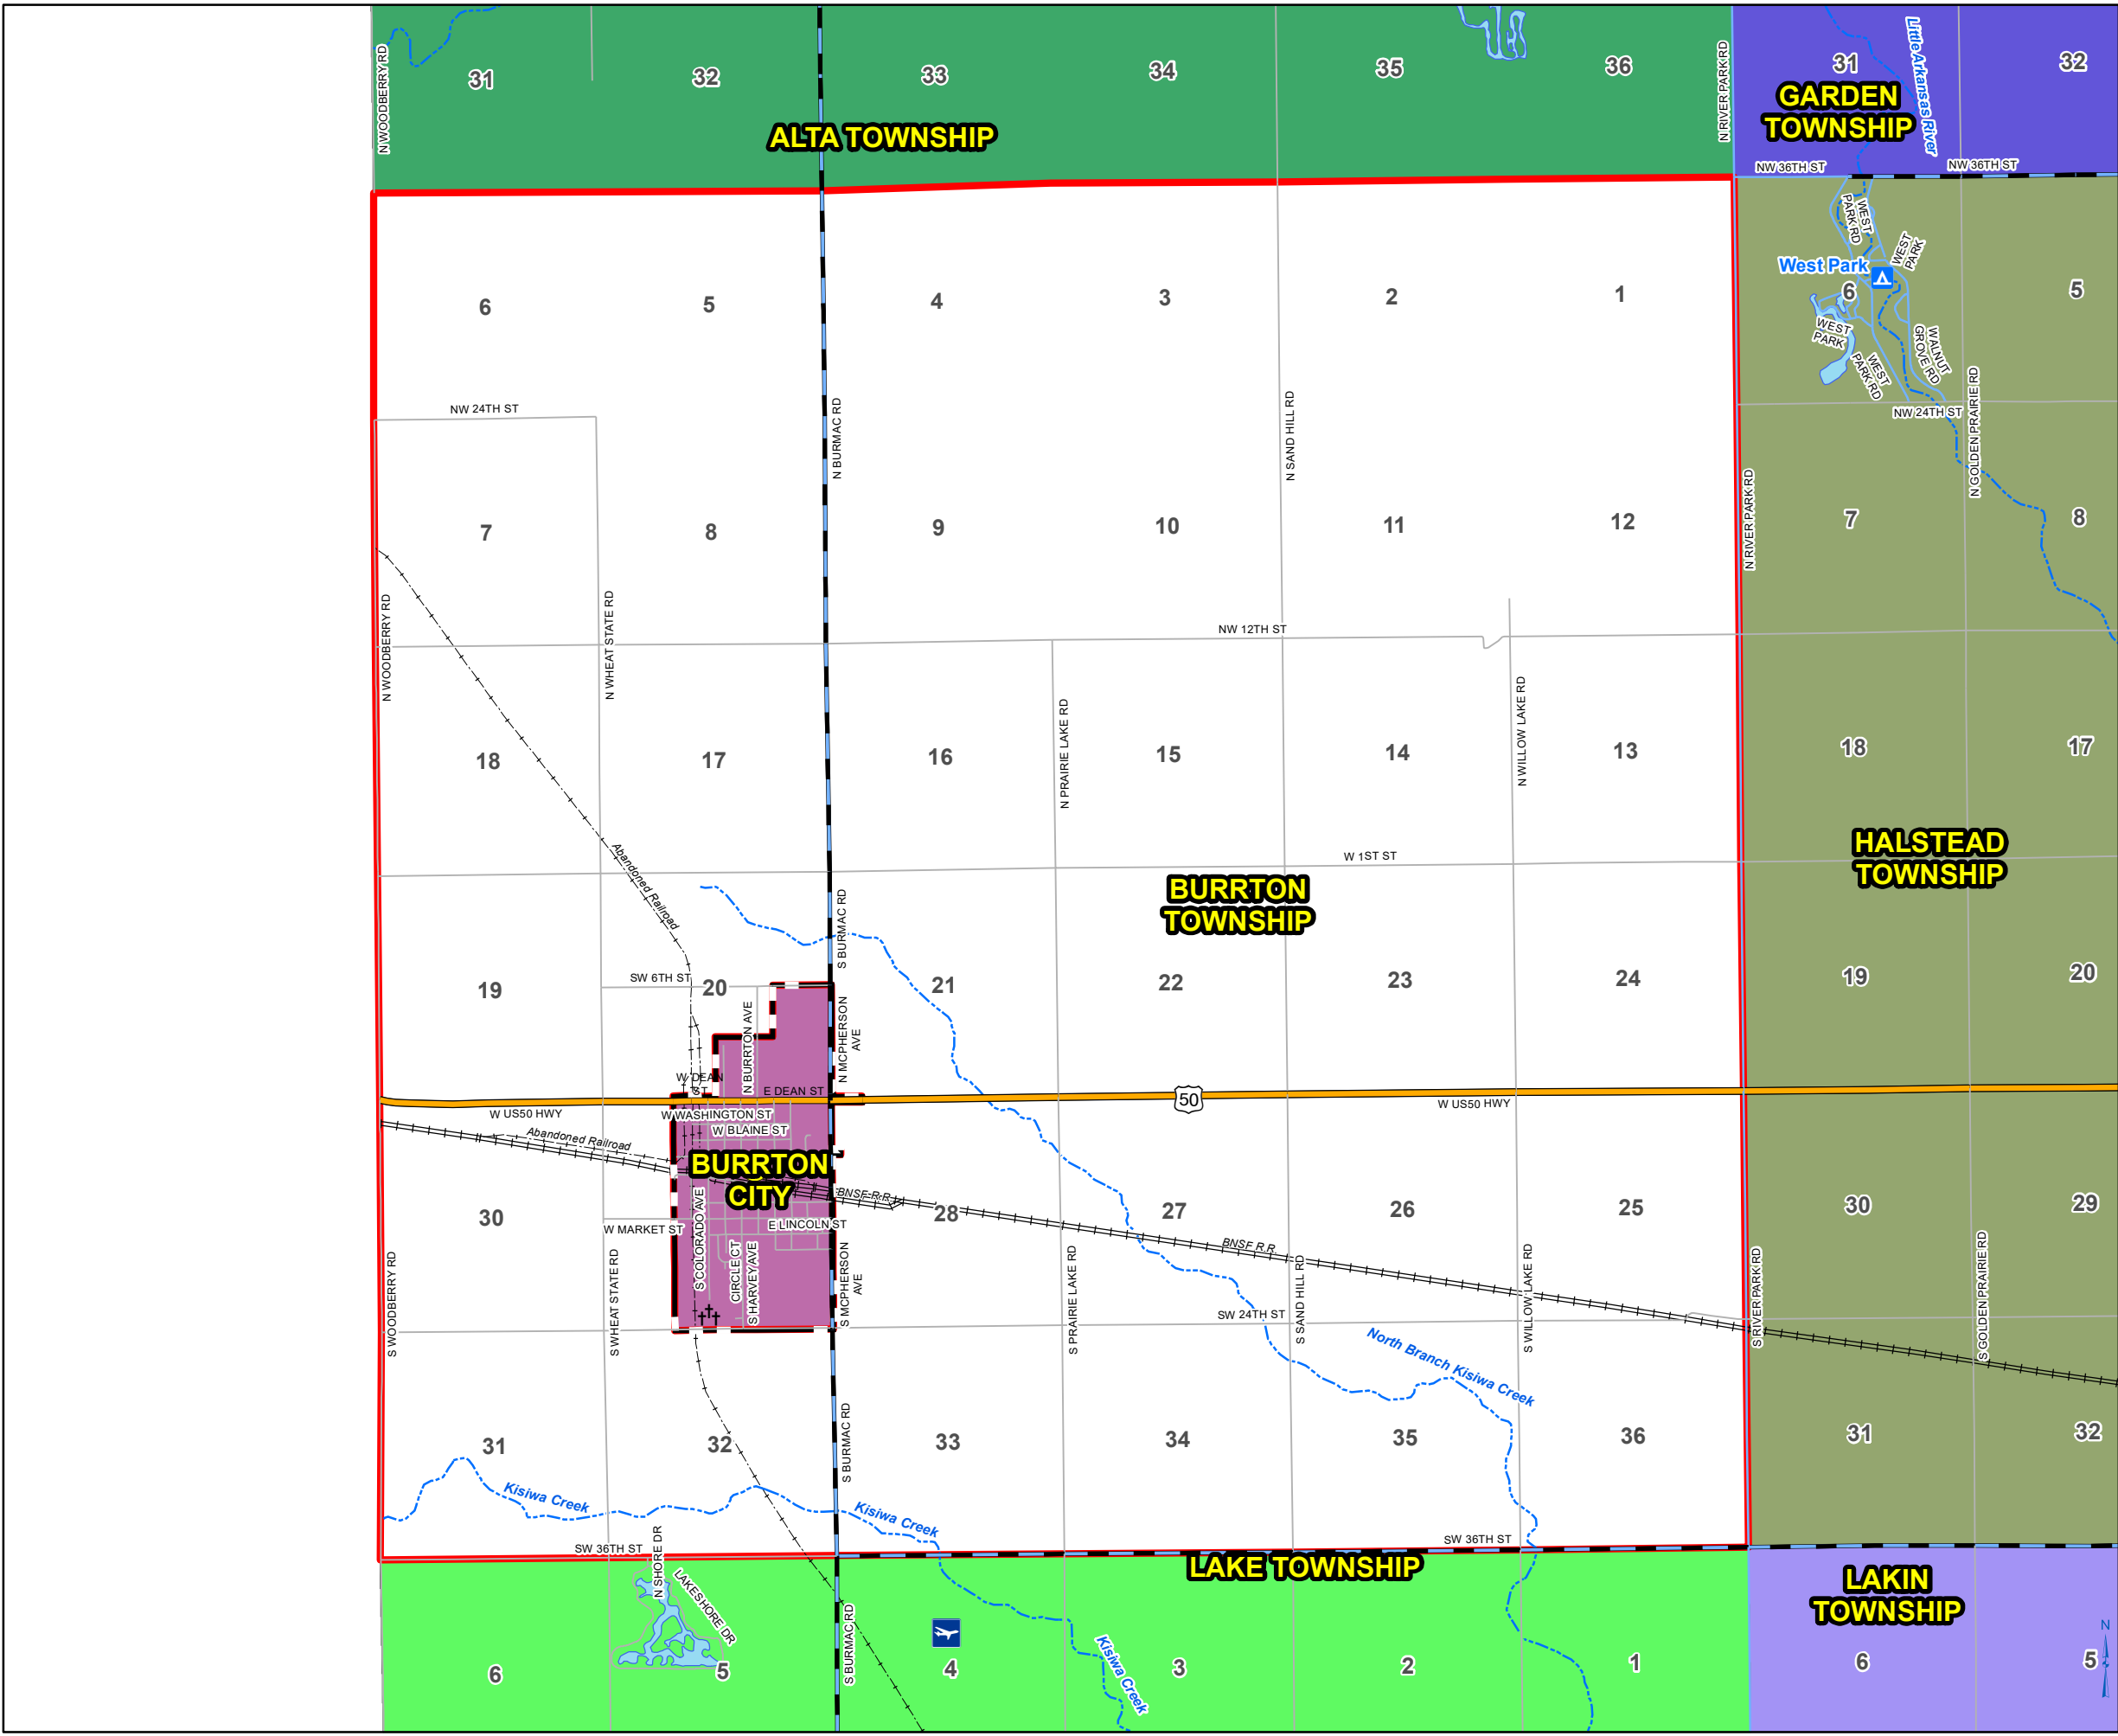 31
32
33
34
35
36
31
32
N WOODBERRY RD
N RIVER PARK RD
Little Arkansas River
GARDEN
TOWNSHIP
ALTA TOWNSHIP
NW 36TH ST
NW 36TH ST
WEST
PARK RD
WEST
PARK
West Park
6
5
4
3
2
1
6
5
WEST
PARK
WEST
PARK RD
WALNUT
GROVE RD
NW 24TH ST
NW 24TH ST
N BURMAC RD
N SAND HILL RD
N GOLDEN PRAIRIE RD
7
8
9
10
11
12
7
8
N RIVER PARK RD
N WOODBERRY RD
N WHEAT STATE RD
NW 12TH ST
N PRAIRIE LAKE RD
N WILLOW LAKE RD
18
17
16
15
14
13
18
17
Abandoned Railroad
W 1ST ST
HALSTEAD
TOWNSHIP
BURRTON
TOWNSHIP
S BURMAC RD
SW 6TH ST
19
20
21
22
23
24
19
20
N BURRTON AVE
N MCPHERSON
AVE
W DEAN
ST
E DEAN ST
50
W US50 HWY
W US50 HWY
W WASHINGTON ST
W BLAINE ST
Abandoned Railroad
BURRTON
CITY
BNSF R.R.
30
28
27
26
25
30
29
W MARKET ST
E LINCOLN ST
BNSF R.R.
S WOODBERRY RD
S WHEAT STATE RD
S COLORADO AVE
CIRCLE CT
S HARVEY AVE
S MCPHERSON
AVE
S PRAIRIE LAKE RD
S SAND HILL RD
S WILLOW LAKE RD
S RIVER PARK RD
S GOLDEN PRAIRIE RD
SW 24TH ST
North Branch Kisiwa Creek
31
32
33
34
35
36
31
32
S BURMAC RD
Kisiwa Creek
Kisiwa Creek
SW 36TH ST
SW 36TH ST
LAKE TOWNSHIP
LAKIN
TOWNSHIP
N SHORE DR
LAKESHORE DR
S BURMAC RD
Kisiwa Creek
6
5
4
3
2
1
6
5
N